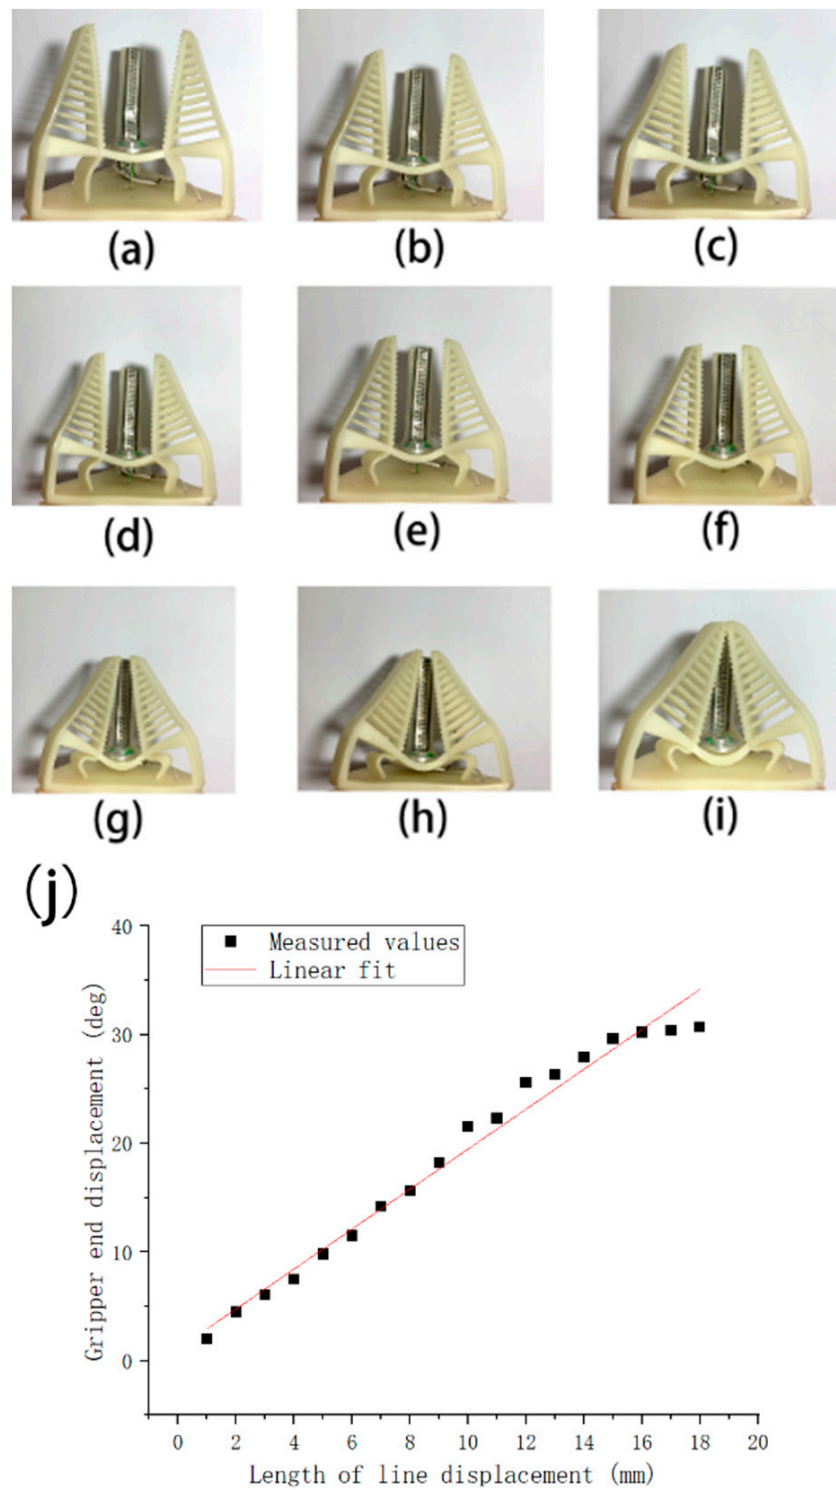 (a) (b) (c)
(d) (e) (f)
(g) (h) (i)
(j)
40
Measured values
Linear fit
30
20
10
0
Gripper end displacement (deg)
0 2 4 6 8 10 12 14 16 18 20
Length of line displacement (mm)